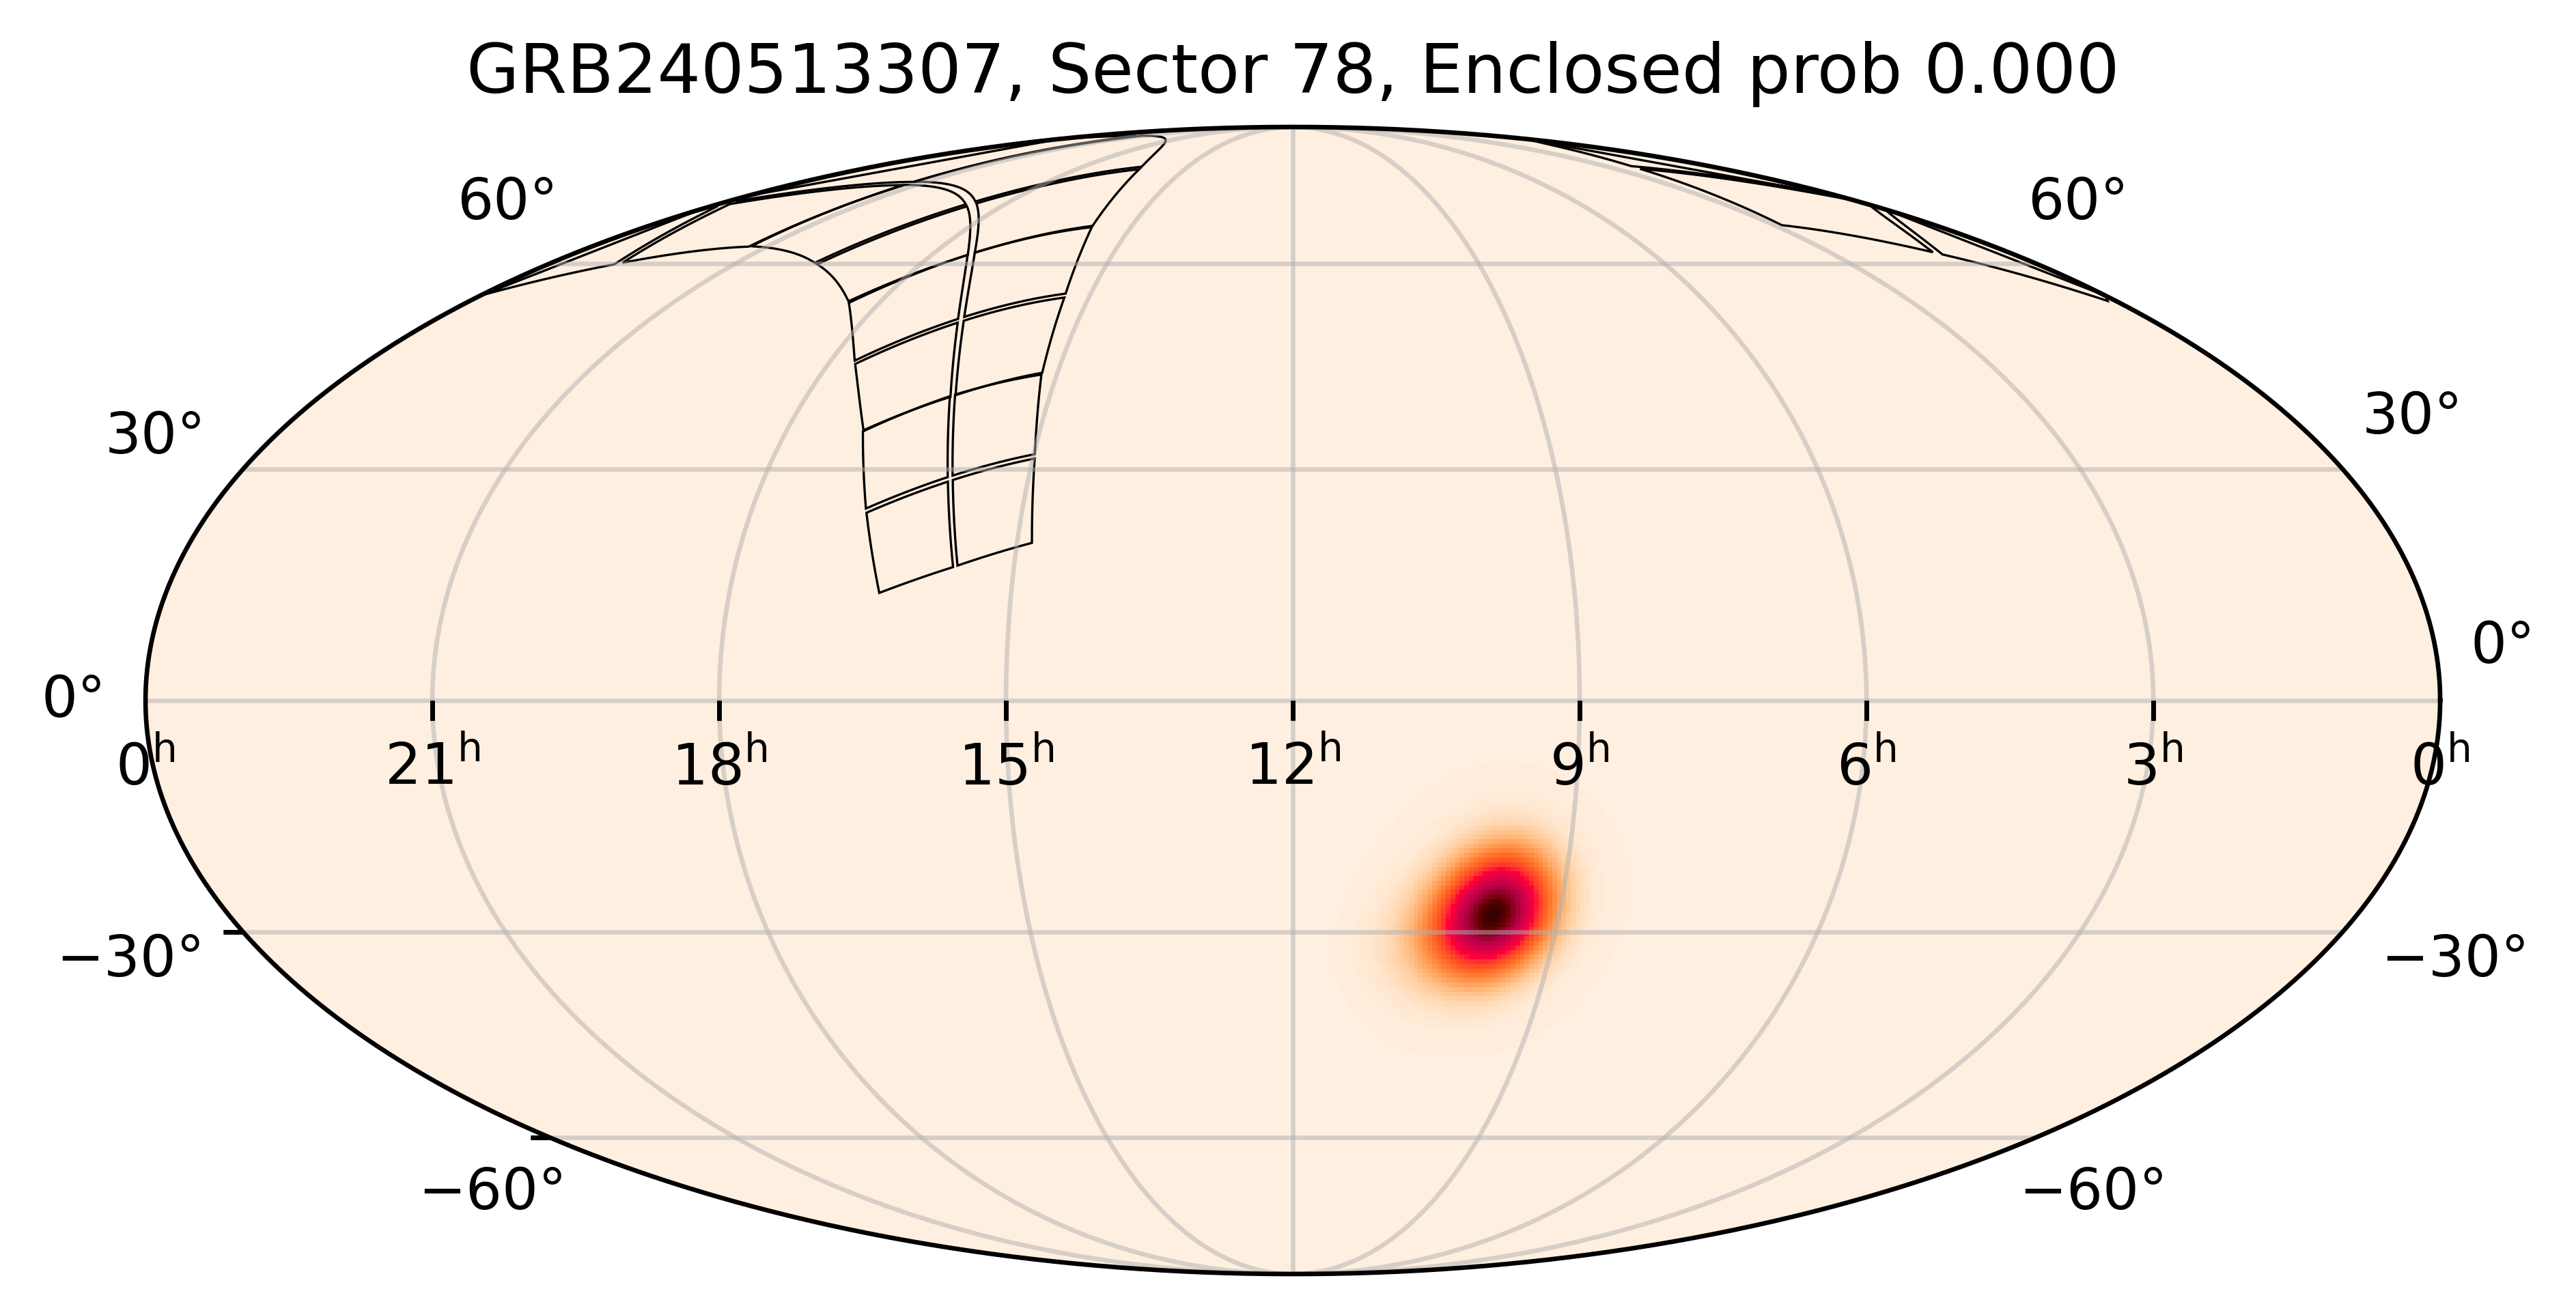 GRB240513307, Sector 78, Enclosed prob 0.000
60° 60°
30° 30°
0° 0°
0h 21h 18h 15h 12h 9h 6h 3h 0h
−30° −30°
−60° −60°